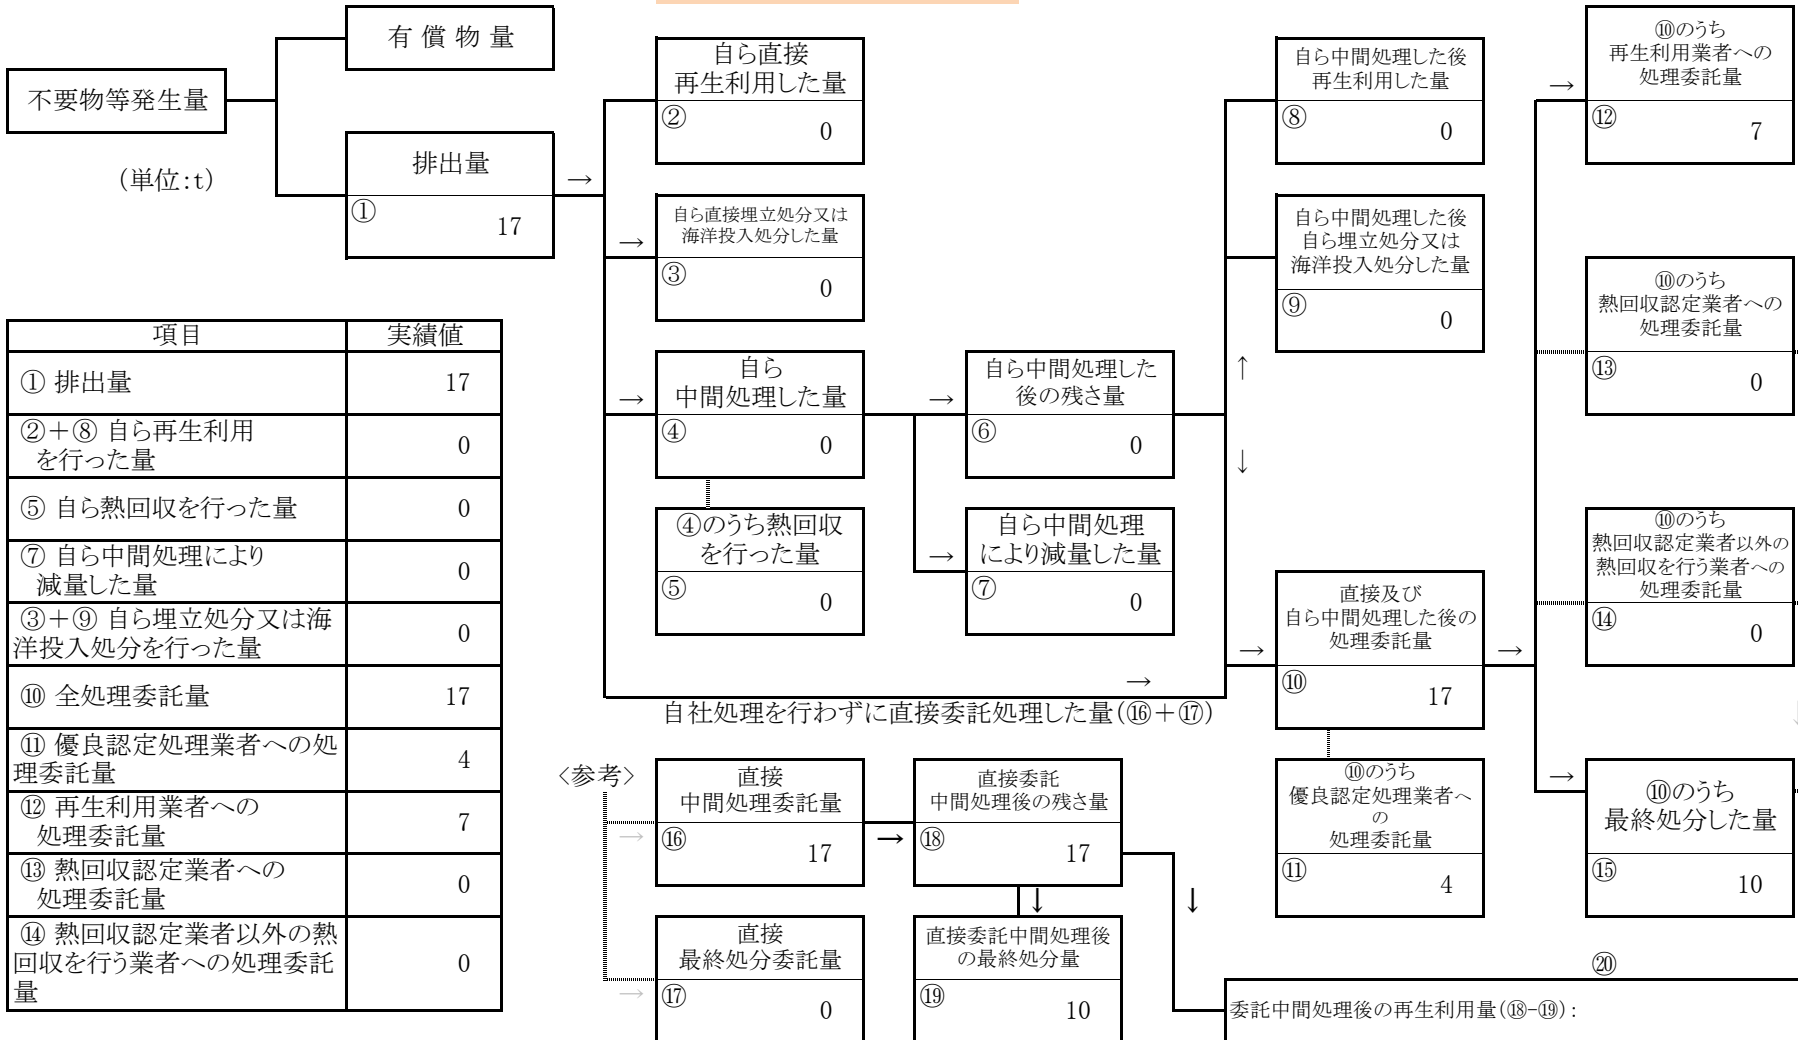 不要物等発生量
(単位:t)
有 償 物 量
排出量
① 17
→
自ら直接
再生利用した量
② 0
→
自ら直接埋立処分又は
海洋投入処分した量
③ 0
→
自ら
中間処理した量
④ 0
④のうち熱回収
を行った量
⑤ 0
→
自ら中間処理した
後の残さ量
⑥ 0
→
自ら中間処理
により減量した量
⑦ 0
↑
↓
自ら中間処理した後
再生利用した量
⑧ 0
自ら中間処理した後
自ら埋立処分又は
海洋投入処分した量
⑨ 0
→
直接及び
自ら中間処理した後の
処理委託量
⑩ 17
→
⑩のうち
優良認定処理業者へ
の
処理委託量
⑪ 4
→
⑩のうち
再生利用業者への
処理委託量
⑫ 7
⑩のうち
熱回収認定業者への
処理委託量
⑬ 0
⑩のうち
熱回収認定業者以外の
熱回収を行う業者への
処理委託量
⑭ 0
→
⑩のうち
最終処分した量
⑮ 10
→
自社処理を行わずに直接委託処理した量(⑯+⑰)
項目 実績値
① 排出量 17
②+⑧ 自ら再生利用
を行った量 0
⑤ 自ら熱回収を行った量 0
⑦ 自ら中間処理により
減量した量 0
③+⑨ 自ら埋立処分又は海
洋投入処分を行った量 0
⑩ 全処理委託量 17
⑪ 優良認定処理業者への処
理委託量 4
⑫ 再生利用業者への
処理委託量 7
⑬ 熱回収認定業者への
処理委託量 0
⑭ 熱回収認定業者以外の熱
回収を行う業者への処理委託
量 0
<参考>
→
直接
中間処理委託量
⑯ 17
→
直接委託
中間処理後の残さ量
⑱ 17
↓
↓
→
直接
最終処分委託量
⑰ 0
直接委託中間処理後
の最終処分量
⑲ 10
⑳
委託中間処理後の再生利用量(⑱-⑲):